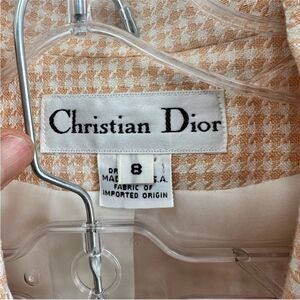 Christian Dior
8
FABRIC OF
IMPORTED ORIGIN